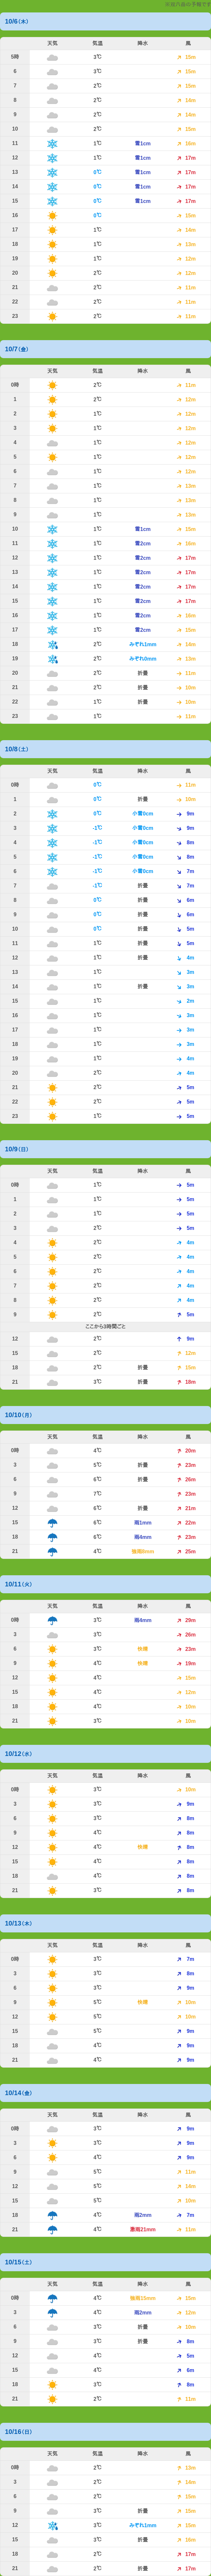 10/6(木)
天気 気温 降水 風
5時 3℃ 15m
6 3℃ 15m
7 2℃ 15m
8 2℃ 14m
9 2℃ 14m
10 2℃ 15m
11 1℃ 雪1cm 16m
12 1℃ 雪1cm 17m
13 0℃ 雪1cm 17m
14 0℃ 雪1cm 17m
15 0℃ 雪1cm 17m
16 0℃ 15m
17 1℃ 14m
18 1℃ 13m
19 1℃ 12m
20 2℃ 12m
21 2℃ 11m
22 2℃ 11m
23 2℃ 11m
10/7(金)
天気 気温 降水 風
0時 2℃ 11m
1 2℃ 12m
2 1℃ 12m
3 1℃ 12m
4 1℃ 12m
5 1℃ 12m
6 1℃ 12m
7 1℃ 13m
8 1℃ 13m
9 1℃ 13m
10 1℃ 雪1cm 15m
11 1℃ 雪2cm 16m
12 1℃ 雪2cm 17m
13 1℃ 雪2cm 17m
14 1℃ 雪2cm 17m
15 1℃ 雪2cm 17m
16 1℃ 雪2cm 16m
17 1℃ 雪2cm 15m
18 2℃ みぞれ1mm 14m
19 2℃ みぞれ0mm 13m
20 2℃ 折畳 11m
21 2℃ 折畳 10m
22 1℃ 折畳 10m
23 1℃ 11m
10/8(土)
天気 気温 降水 風
0時 0℃ 11m
1 0℃ 折畳 10m
2 0℃ 小雪0cm 9m
3 -1℃ 小雪0cm 9m
4 -1℃ 小雪0cm 8m
5 -1℃ 小雪0cm 8m
6 -1℃ 小雪0cm 7m
7 -1℃ 折畳 7m
8 0℃ 折畳 6m
9 0℃ 折畳 6m
10 0℃ 折畳 5m
11 1℃ 折畳 5m
12 1℃ 折畳 4m
13 1℃ 3m
14 1℃ 折畳 3m
15 1℃ 2m
16 1℃ 3m
17 1℃ 3m
18 1℃ 3m
19 2℃ 4m
20 2℃ 4m
21 2℃ 5m
22 2℃ 5m
23 1℃ 5m
10/9(日)
天気 気温 降水 風
0時 1℃ 5m
1 1℃ 5m
2 1℃ 5m
3 2℃ 5m
4 2℃ 4m
5 2℃ 4m
6 2℃ 4m
7 2℃ 4m
8 2℃ 4m
9 2℃ 5m
ここから3時間ごと
12 2℃ 9m
15 2℃ 12m
18 2℃ 折畳 15m
21 3℃ 折畳 18m
10/10(月)
天気 気温 降水 風
0時 4℃ 20m
3 5℃ 折畳 23m
6 6℃ 折畳 26m
9 7℃ 23m
12 6℃ 折畳 21m
15 6℃ 雨1mm 22m
18 6℃ 雨4mm 23m
21 4℃ 25m
10/11(火)
天気 気温 降水 風
0時 3℃ 雨4mm 29m
3 3℃ 26m
6 3℃ 快晴 23m
9 4℃ 快晴 19m
12 4℃ 15m
15 4℃ 12m
18 4℃ 10m
21 3℃ 10m
10/12(水)
天気 気温 降水 風
0時 3℃ 10m
3 3℃ 9m
6 3℃ 8m
9 4℃ 8m
12 4℃ 快晴 8m
15 4℃ 8m
18 4℃ 8m
21 3℃ 8m
10/13(木)
天気 気温 降水 風
0時 3℃ 7m
3 3℃ 8m
6 3℃ 9m
9 5℃ 快晴 10m
12 5℃ 10m
15 5℃ 9m
18 4℃ 9m
21 4℃ 9m
10/14(金)
天気 気温 降水 風
0時 3℃ 9m
3 3℃ 9m
6 4℃ 9m
9 5℃ 11m
12 5℃ 14m
15 5℃ 10m
18 4℃ 雨2mm 7m
21 4℃ 豪雨21mm 11m
10/15(土)
天気 気温 降水 風
0時 4℃ 15m
3 4℃ 雨2mm 12m
6 3℃ 折畳 10m
9 3℃ 折畳 8m
12 4℃ 5m
15 4℃ 6m
18 3℃ 8m
21 2℃ 11m
10/16(日)
天気 気温 降水 風
0時 2℃ 13m
3 2℃ 14m
6 2℃ 15m
9 3℃ 折畳 15m
12 3℃ みぞれ1mm 15m
15 3℃ 折畳 16m
18 2℃ 17m
21 2℃ 折畳 17m